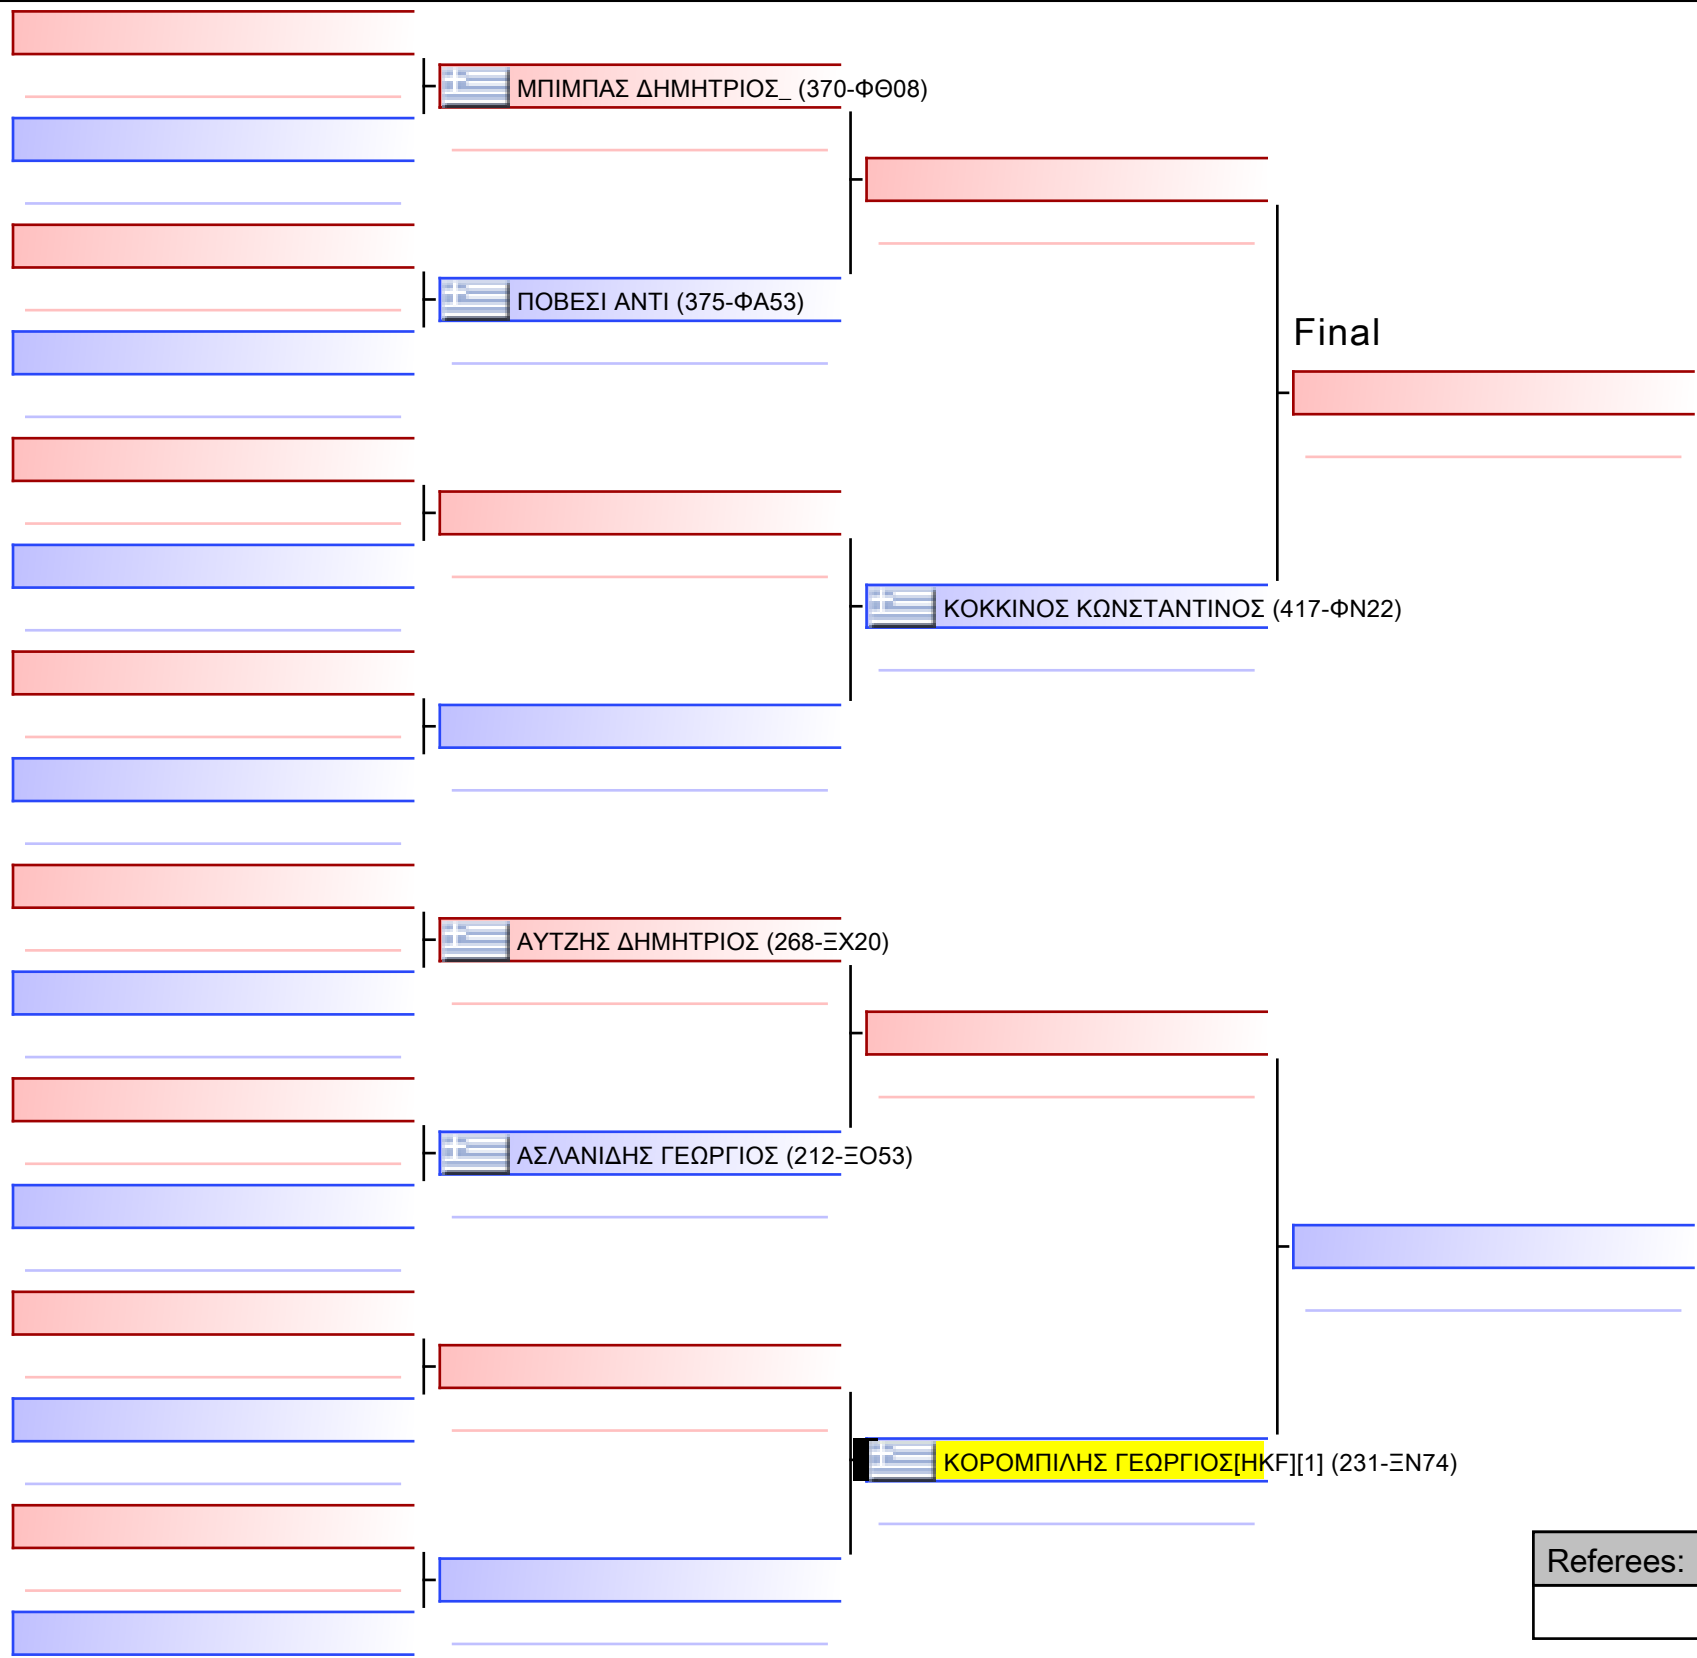 ΜΠΙΜΠΑΣ ΔΗΜΗΤΡΙΟΣ_ (370-ΦΘ08)
ΠΟΒΕΣΙ ΑΝΤΙ (375-ΦΑ53)
Final
ΚΟΚΚΙΝΟΣ ΚΩΝΣΤΑΝΤΙΝΟΣ (417-ΦΝ22)
ΑΥΤΖΗΣ ΔΗΜΗΤΡΙΟΣ (268-ΞΧ20)
ΑΣΛΑΝΙΔΗΣ ΓΕΩΡΓΙΟΣ (212-ΞΟ53)
ΚΟΡΟΜΠΙΛΗΣ ΓΕΩΡΓΙΟΣ[HKF][1] (231-ΞΝ74)
Referees: